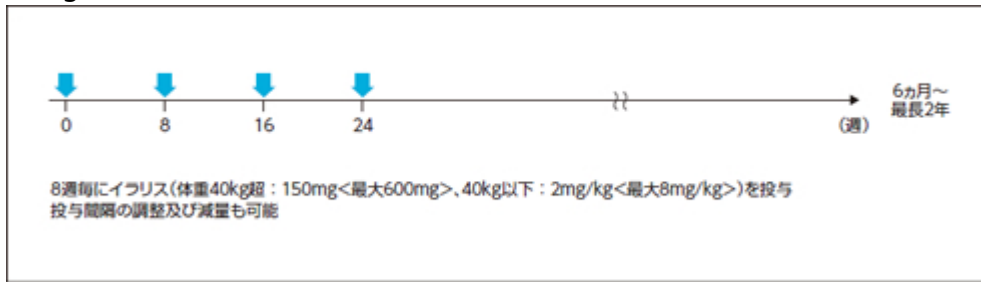 0 8 16 24 (週)
6ヵ月～
最長2年
8週毎にイラリス(体重40kg超：150mg<最大600mg>、40kg以下：2mg/kg<最大8mg/kg>)を投与
投与間隔の調整及び減量も可能